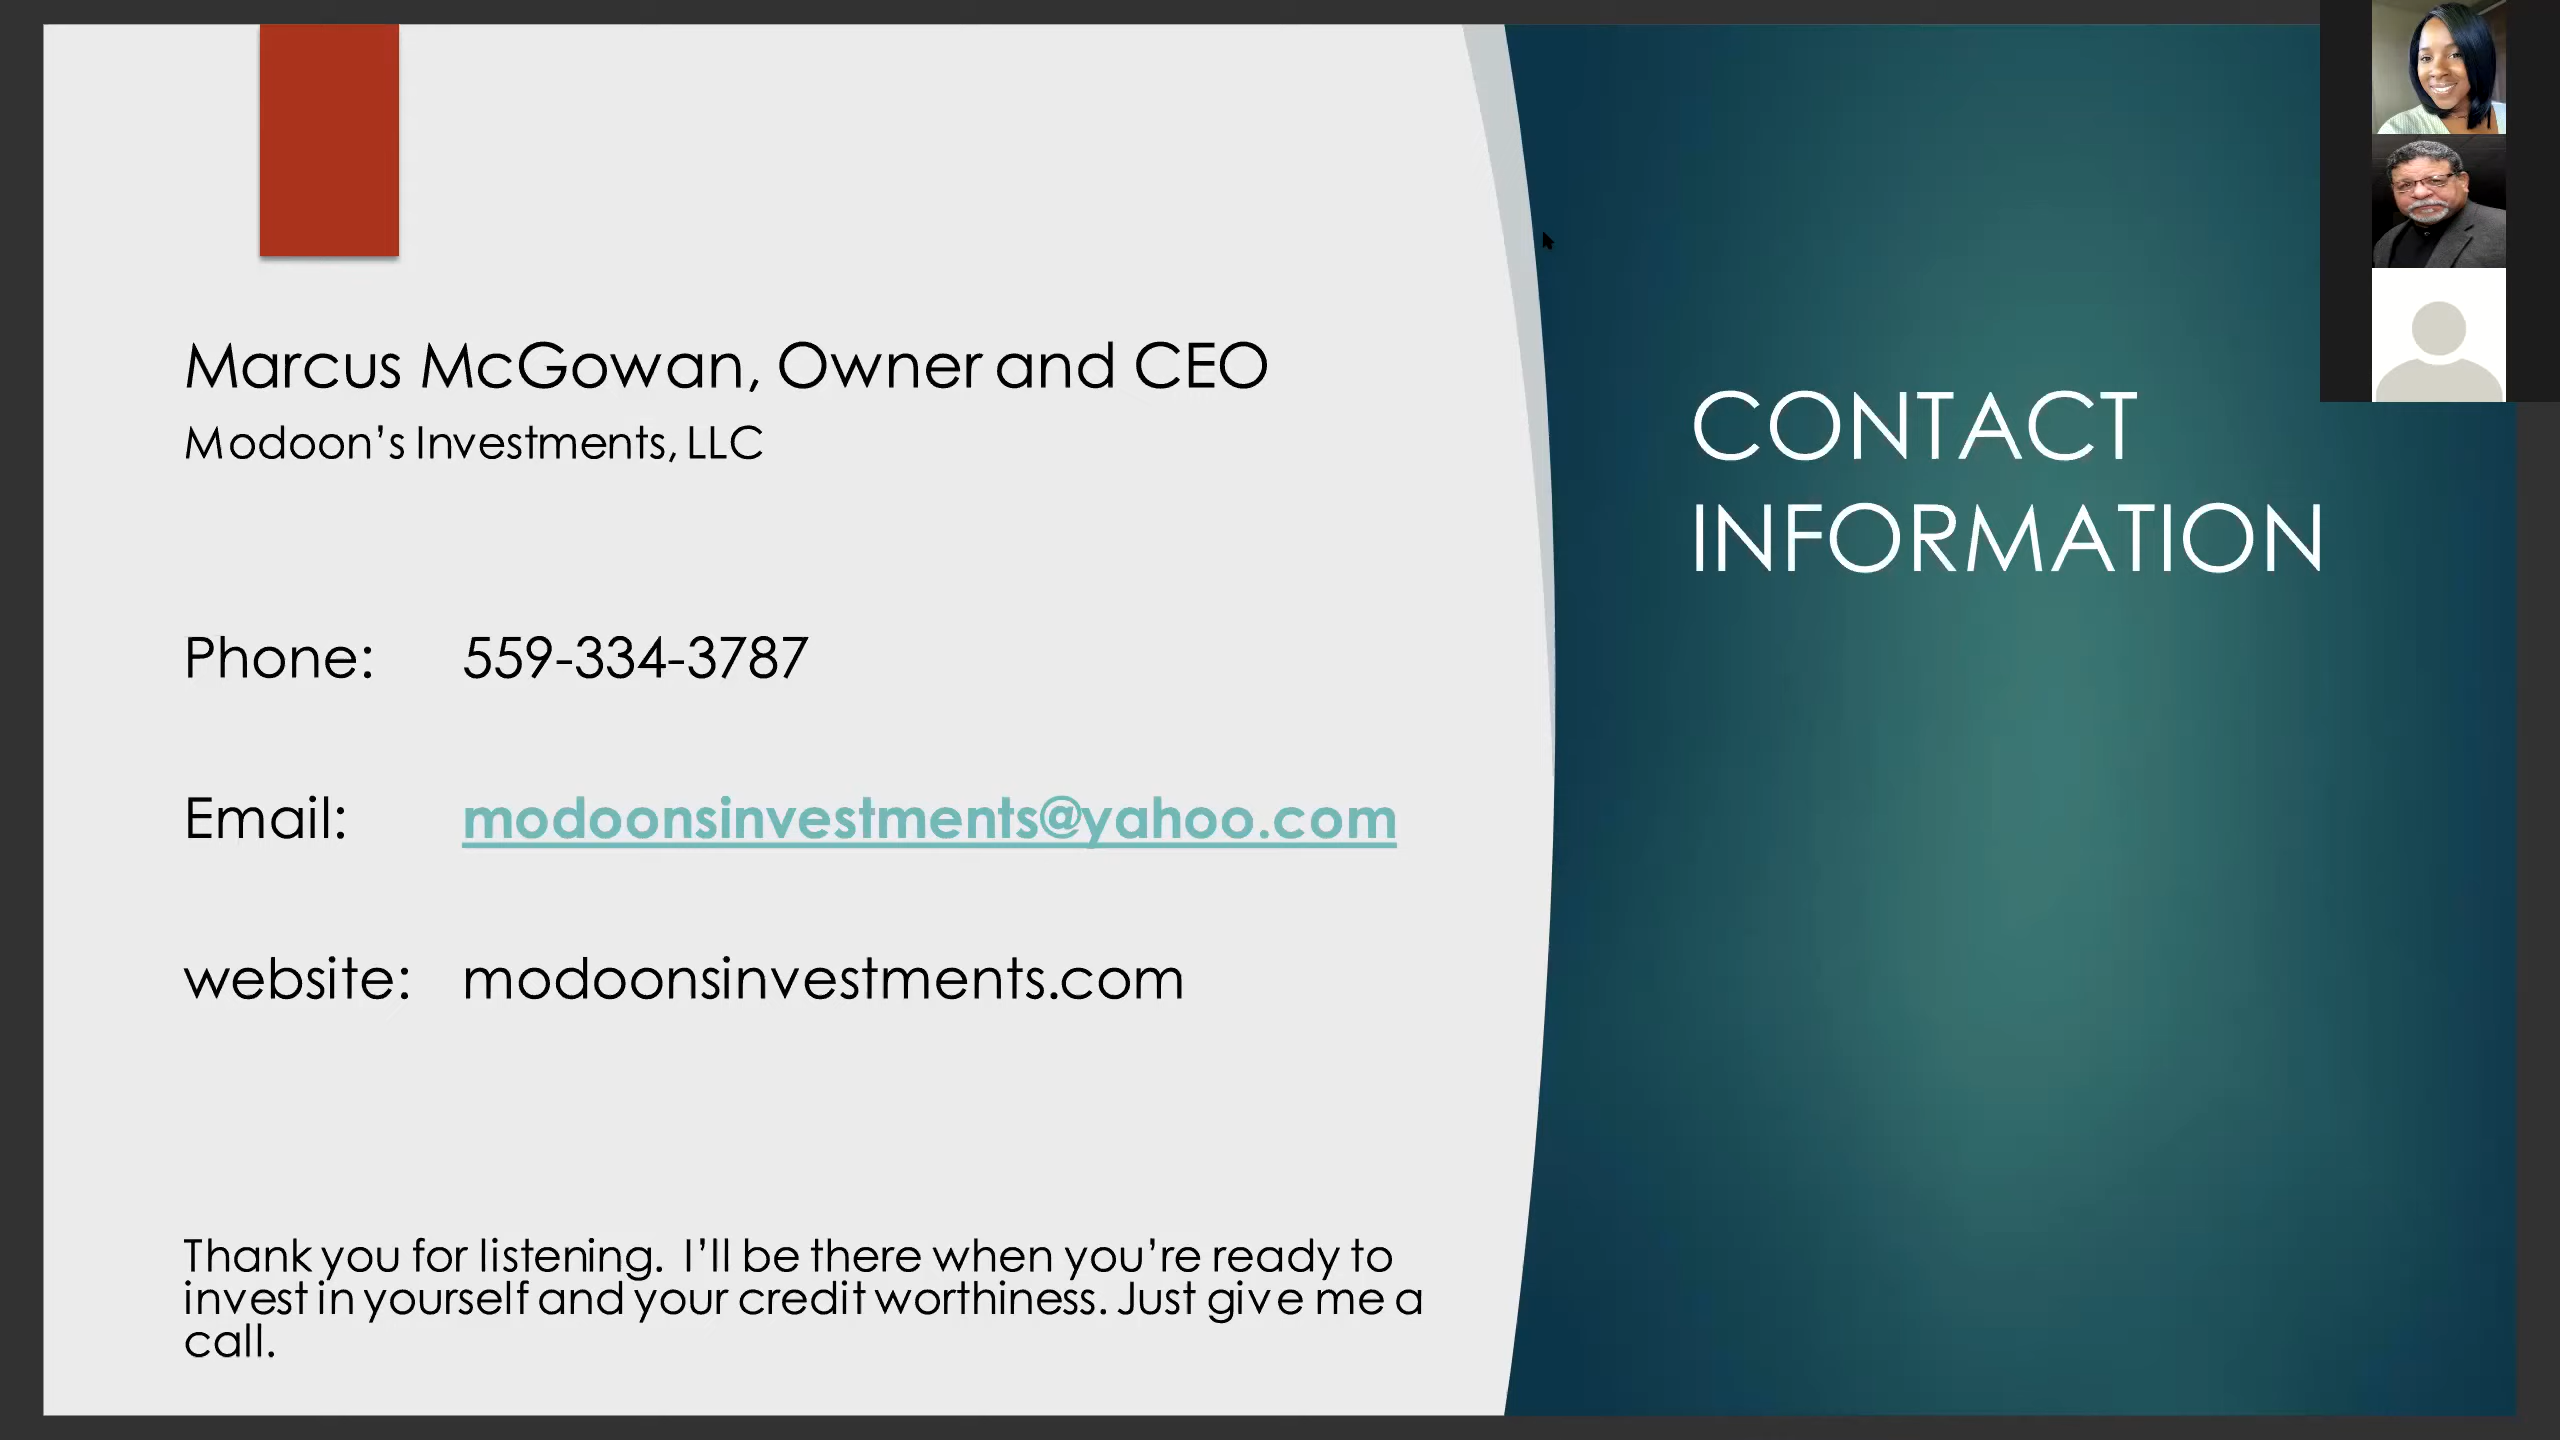 Marcus McGowan, Owner and CEO
Modoon’s Investments, LLC
Phone: 559-334-3787
Email: modoonsinvestments@yahoo.com
website: modoonsinvestments.com
Thank you for listening. I’ll be there when you’re ready to
invest in yourself and your credit worthiness. Just give me a
call.
CONTACT
INFORMATION